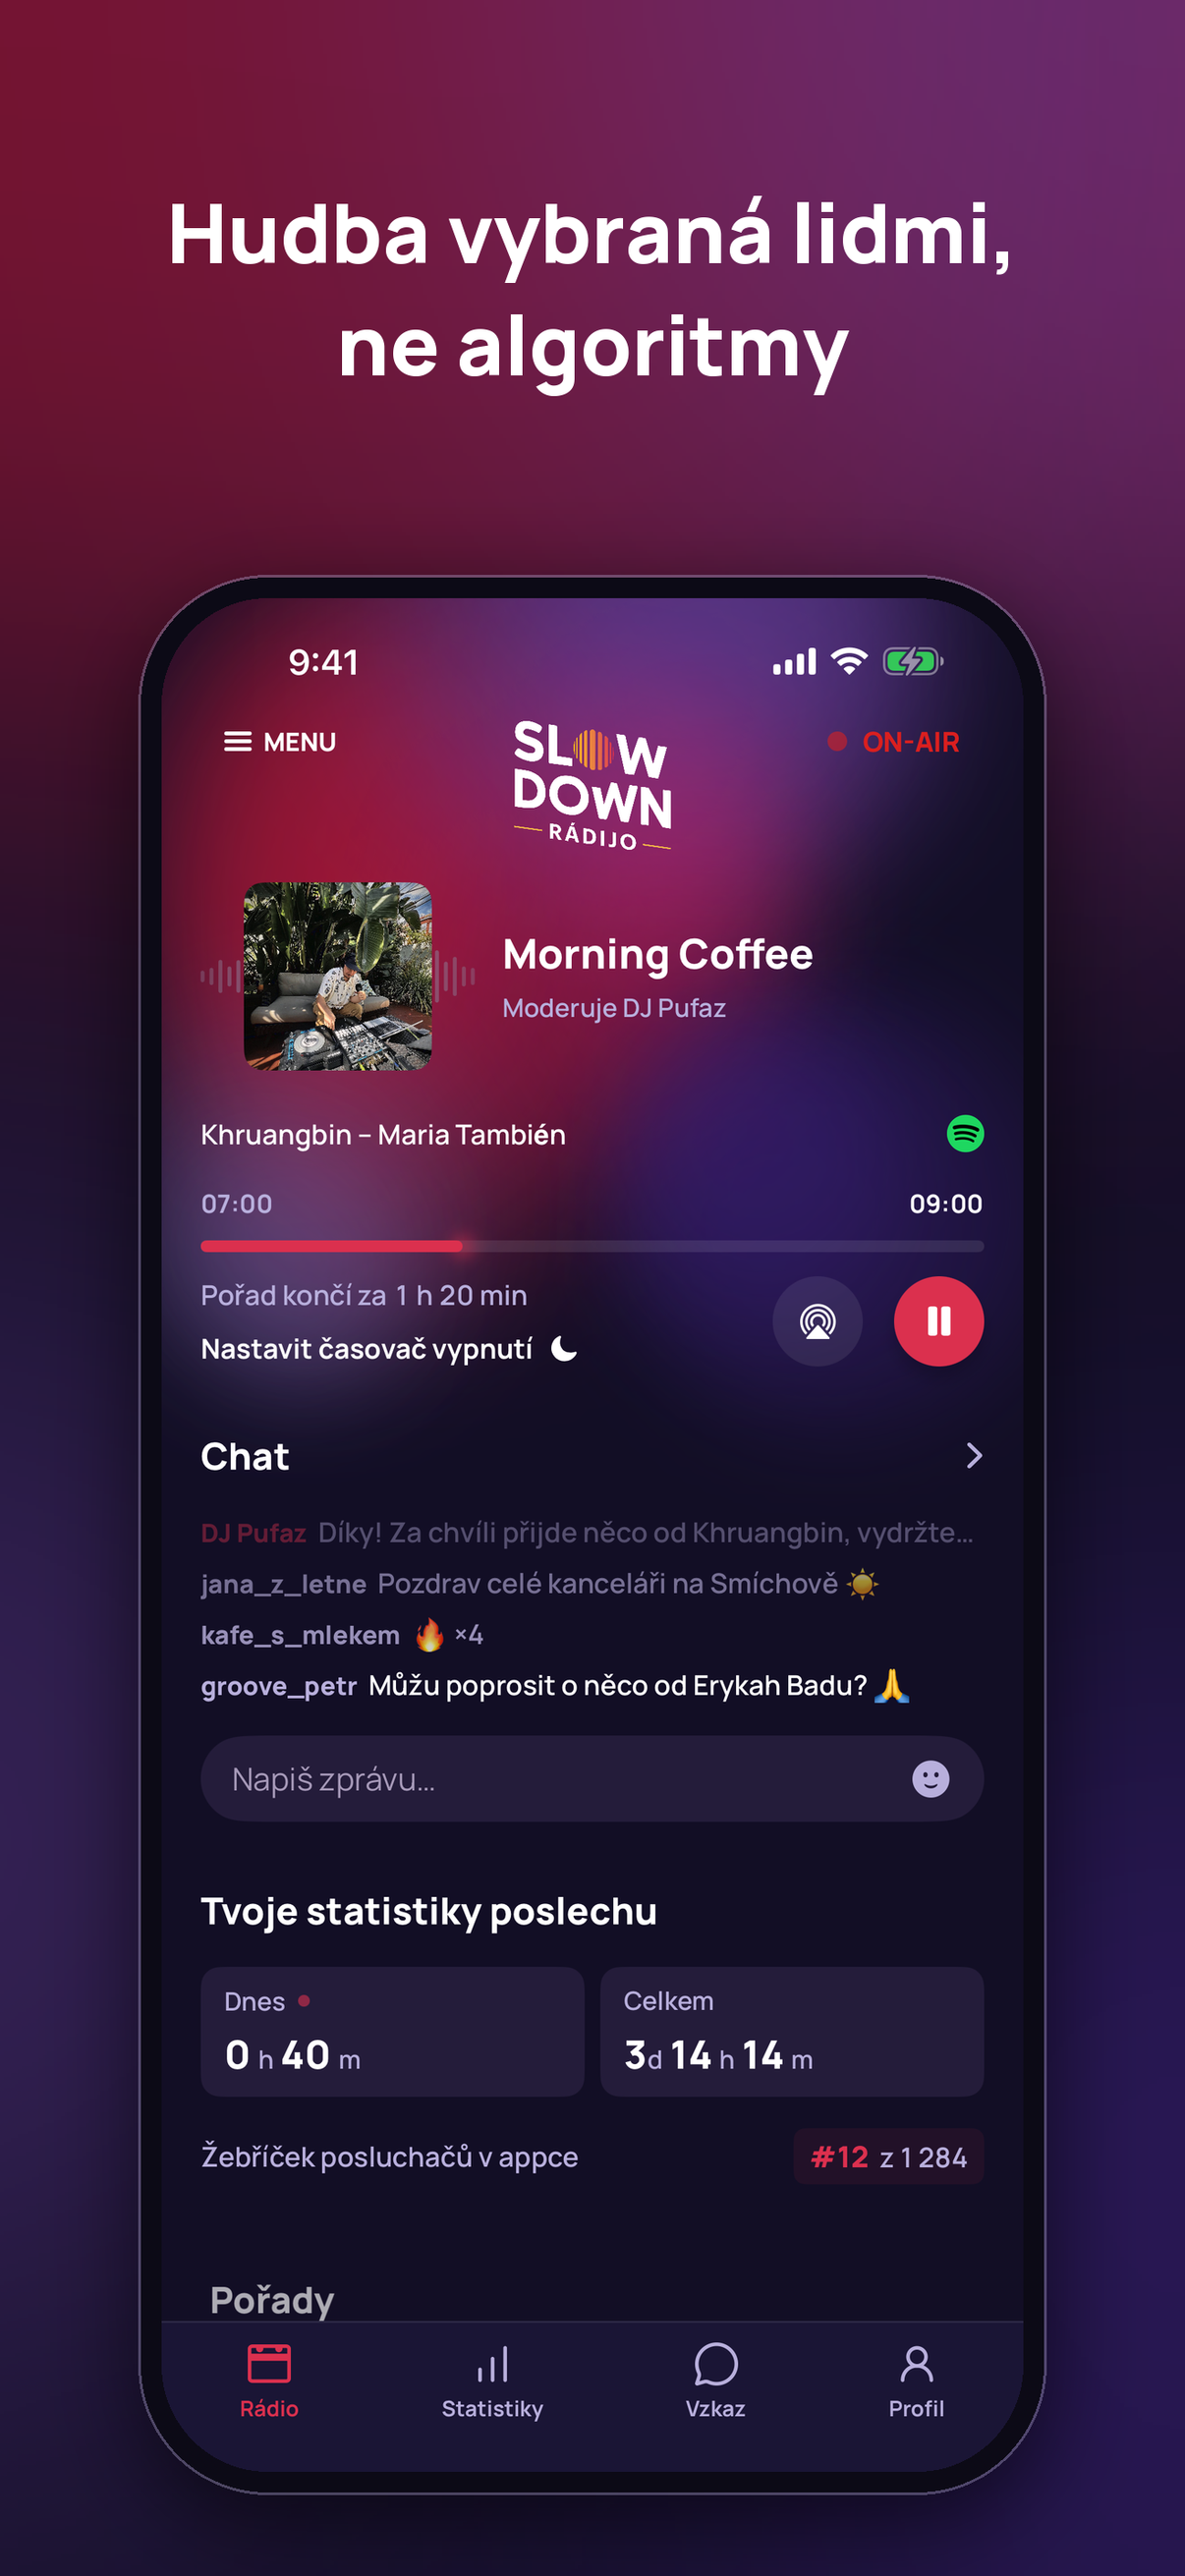 Hudba vybraná lidmi,
ne algoritmy
9:41
MENU
SLOW
DOWN
RÁDIJO
ON-AIR
Morning Coffee
Moderuje DJ Pufaz
Khruangbin – Maria También
07:00
09:00
Pořad končí za 1 h 20 min
Nastavit časovač vypnutí
Chat
DJ Pufaz Díky! Za chvíli přijde něco od Khruangbin, vydržte...
jana_z_letne Pozdrav celé kanceláři na Smíchově ☀️
kafe_s_mlekem 🔥 ×4
groove_petr Můžu poprosit o něco od Erykah Badu? 🙏
Napiš zprávu...
Tvoje statistiky poslechu
Dnes
0 h 40 m
Celkem
3d 14 h 14 m
Žebříček posluchačů v appce
#12 z 1 284
Pořady
Rádio
Statistiky
Vzkaz
Profil